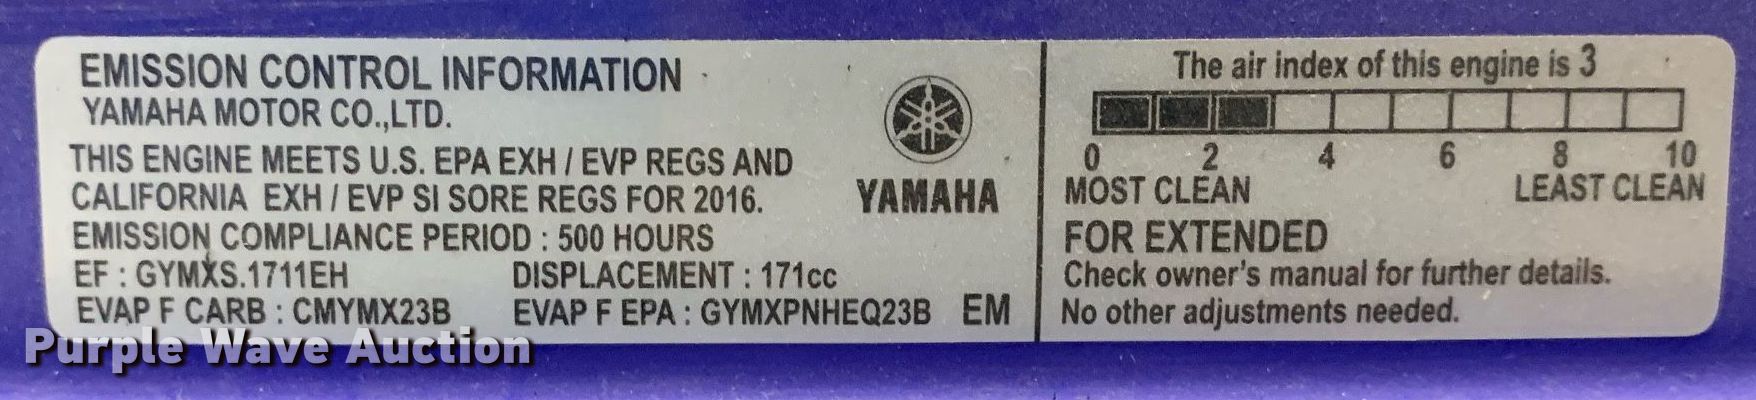 EMISSION CONTROL INFORMATION
YAMAHA MOTOR CO.,LTD.
THIS ENGINE MEETS U.S. EPA EXH / EVP REGS AND
CALIFORNIA EXH / EVP SI SORE REGS FOR 2016.
EMISSION COMPLIANCE PERIOD : 500 HOURS
EF : GYMXS.1711EH DISPLACEMENT : 171cc
EVAP F CARB : CMYMX23B EVAP F EPA : GYMXPNHEQ23B EM
YAMAHA
The air index of this engine is 3
0 2 4 6 8 10
MOST CLEAN LEAST CLEAN
FOR EXTENDED
Check owner's manual for further details.
No other adjustments needed.
Purple Wave Auction